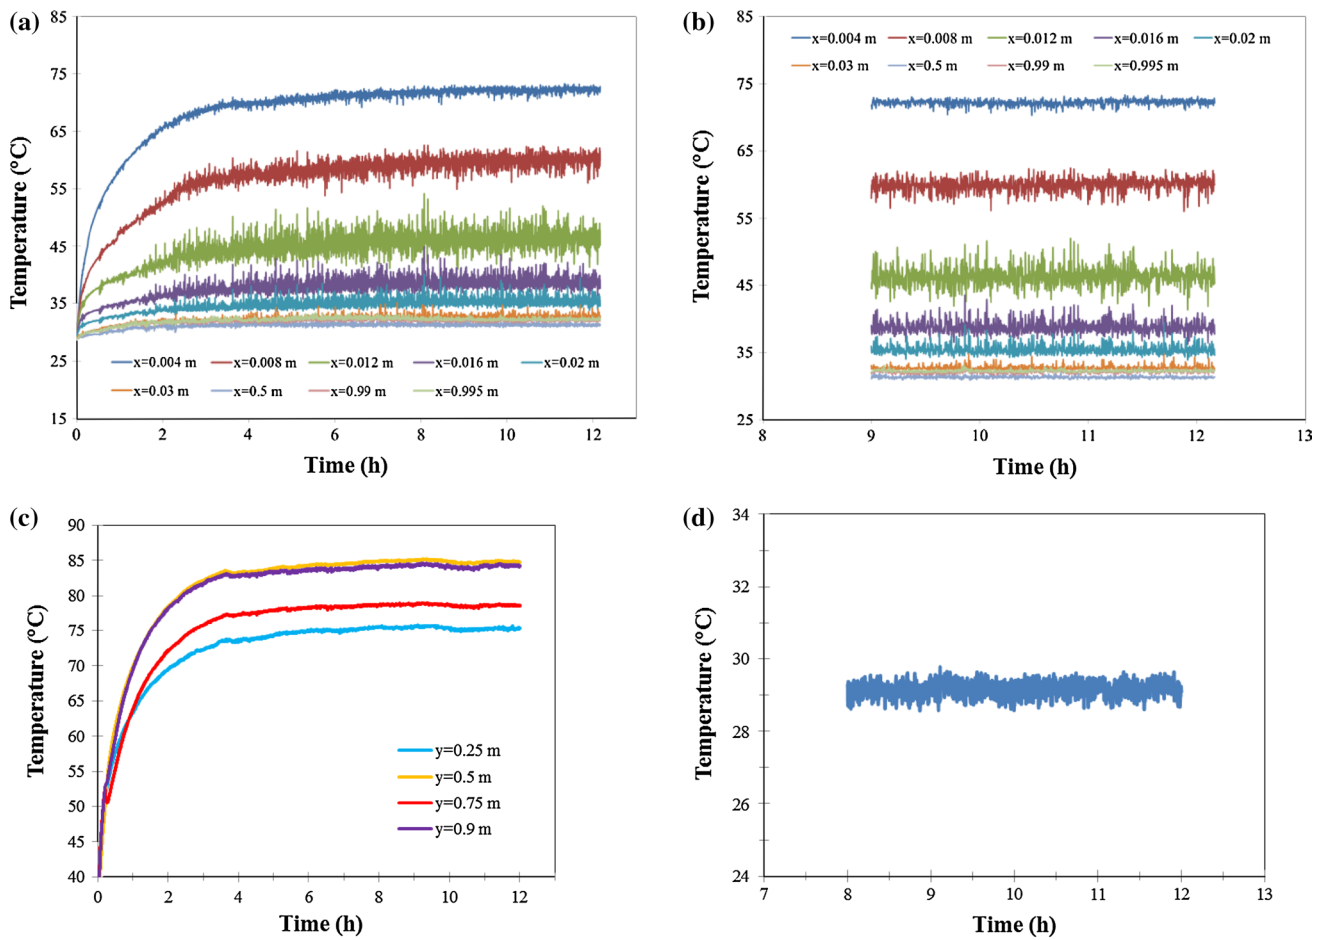 (a)
85
75
65
55
45
35
25
15
Temperature (°C)
x=0.004 m x=0.008 m x=0.012 m x=0.016 m x=0.02 m
x=0.03 m x=0.5 m x=0.99 m x=0.995 m
0 2 4 6 8 10 12
Time (h)
(b)
85
75
65
55
45
35
25
Temperature (°C)
x=0.004 m x=0.008 m x=0.012 m x=0.016 m x=0.02 m
x=0.03 m x=0.5 m x=0.99 m x=0.995 m
8 9 10 11 12 13
Time (h)
(c)
90
85
80
75
70
65
60
55
50
45
40
Temperature (°C)
y=0.25 m
y=0.5 m
y=0.75 m
y=0.9 m
0 2 4 6 8 10 12
Time (h)
(d)
34
32
30
28
26
24
Temperature (°C)
7 8 9 10 11 12 13
Time (h)